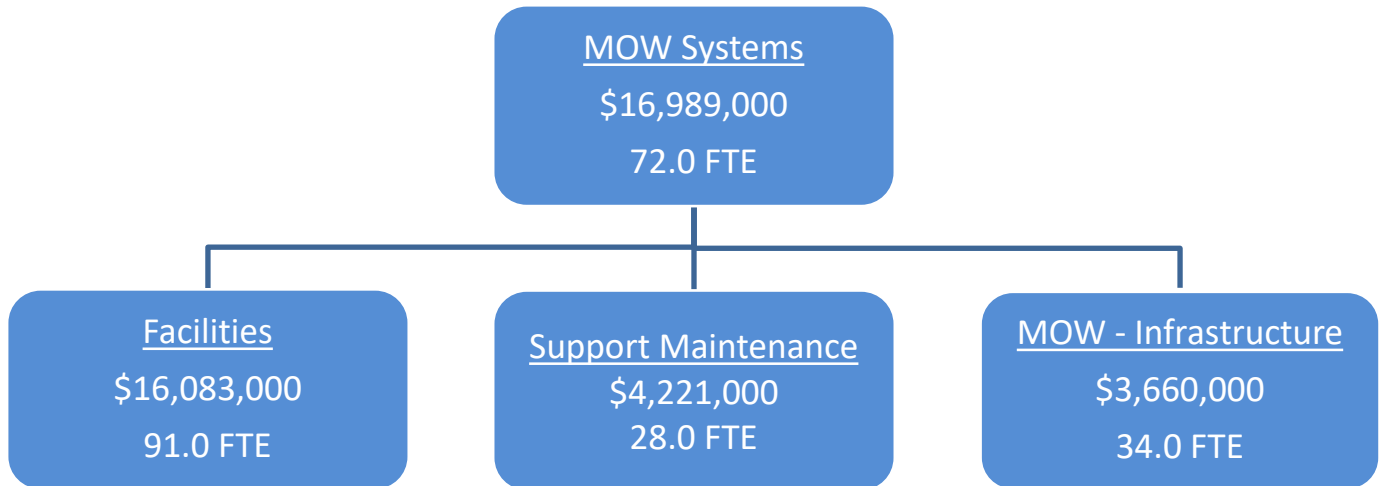 MOW Systems
$16,989,000
72.0 FTE
Facilities
$16,083,000
91.0 FTE
Support Maintenance
$4,221,000
28.0 FTE
MOW - Infrastructure
$3,660,000
34.0 FTE